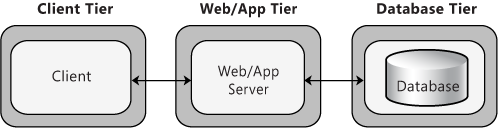 Client Tier
Web/App Tier
Database Tier
Client
Web/App
Server
Database